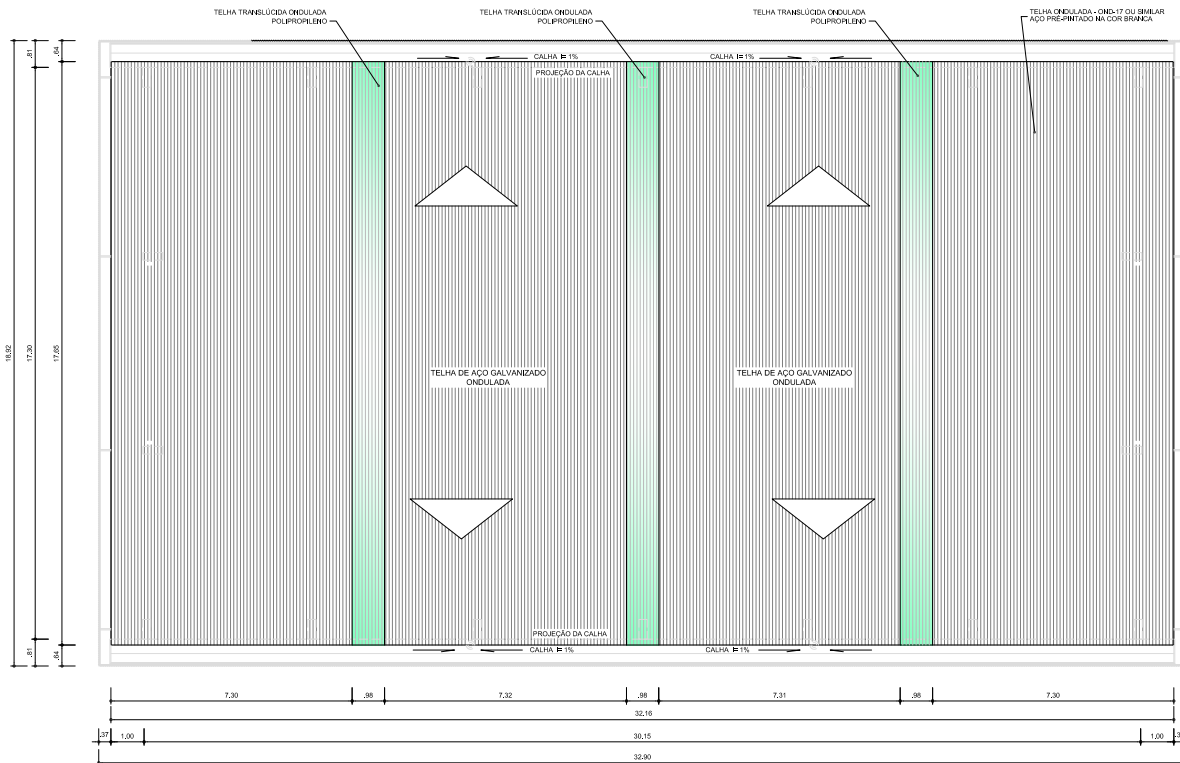 TELHA TRANSLÚCIDA ONDULADA
POLIPROPILENO
TELHA TRANSLÚCIDA ONDULADA
POLIPROPILENO
TELHA TRANSLÚCIDA ONDULADA
POLIPROPILENO
TELHA ONDULADA - OND-17 OU SIMILAR
AÇO PRÉ-PINTADO NA COR BRANCA
CALHA I= 1%
CALHA I= 1%
PROJEÇÃO DA CALHA
.81
.64
18.92
17.30
17.65
TELHA DE AÇO GALVANIZADO
ONDULADA
TELHA DE AÇO GALVANIZADO
ONDULADA
PROJEÇÃO DA CALHA
.81
.64
CALHA I= 1%
CALHA I= 1%
7.30 .98 7.32 .98 7.31 .98 7.30
32.16
.37 1.00 30.15 1.00
32.90